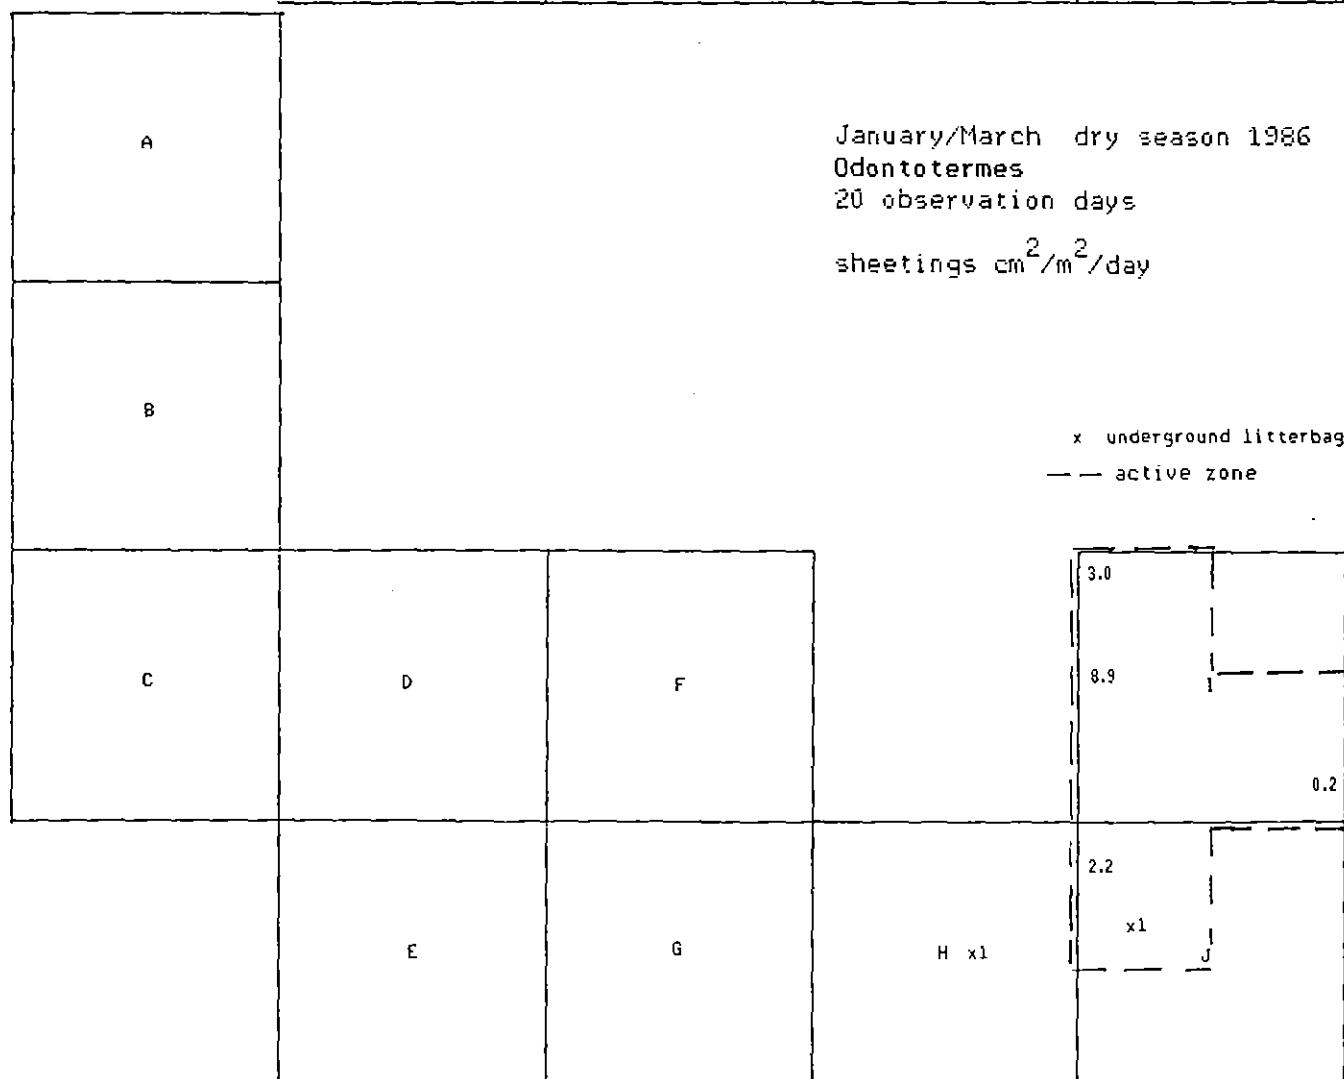 A
January/March dry season 1986
Odontotermes
20 observation days
sheetings cm²/m²/day
B
x underground litterbag
— — active zone
3.0
C D F 8.9 I
0.2
2.2
x1
E G H x1 J